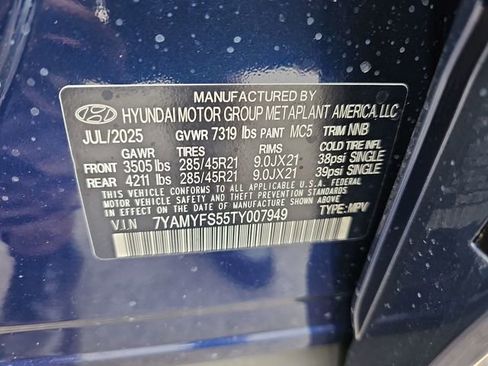 MANUFACTURED BY
HYUNDAI MOTOR GROUP METAPLANT AMERICA, LLC
JUL/2025 GVWR 7319 lbs PAINT MC5 TRIM NNB
GAWR TIRES RIMS COLD TIRE INFL
FRONT 3505 lbs 285/45R21 9.0JX21 38psi SINGLE
REAR 4211 lbs 285/45R21 9.0JX21 39psi SINGLE
THIS VEHICLE CONFORMS TO ALL APPLICABLE U.S.A. FEDERAL
MOTOR VEHICLE SAFETY AND THEFT PREVENTION STANDARDS
IN EFFECT ON THE DATE OF MANUFACTURE SHOWN ABOVE.
V.I.N 7YAMYFS55TY007949 TYPE: MPV